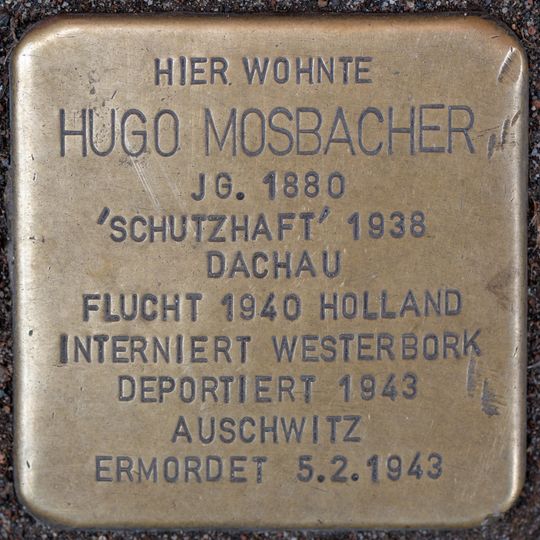 HIER WOHNTE
HUGO MOSBACHER
JG. 1880
'SCHUTZHAFT' 1938
DACHAU
FLUCHT 1940 HOLLAND
INTERNIERT WESTERBORK
DEPORTIERT 1943
AUSCHWITZ
ERMORDET 5.2.1943